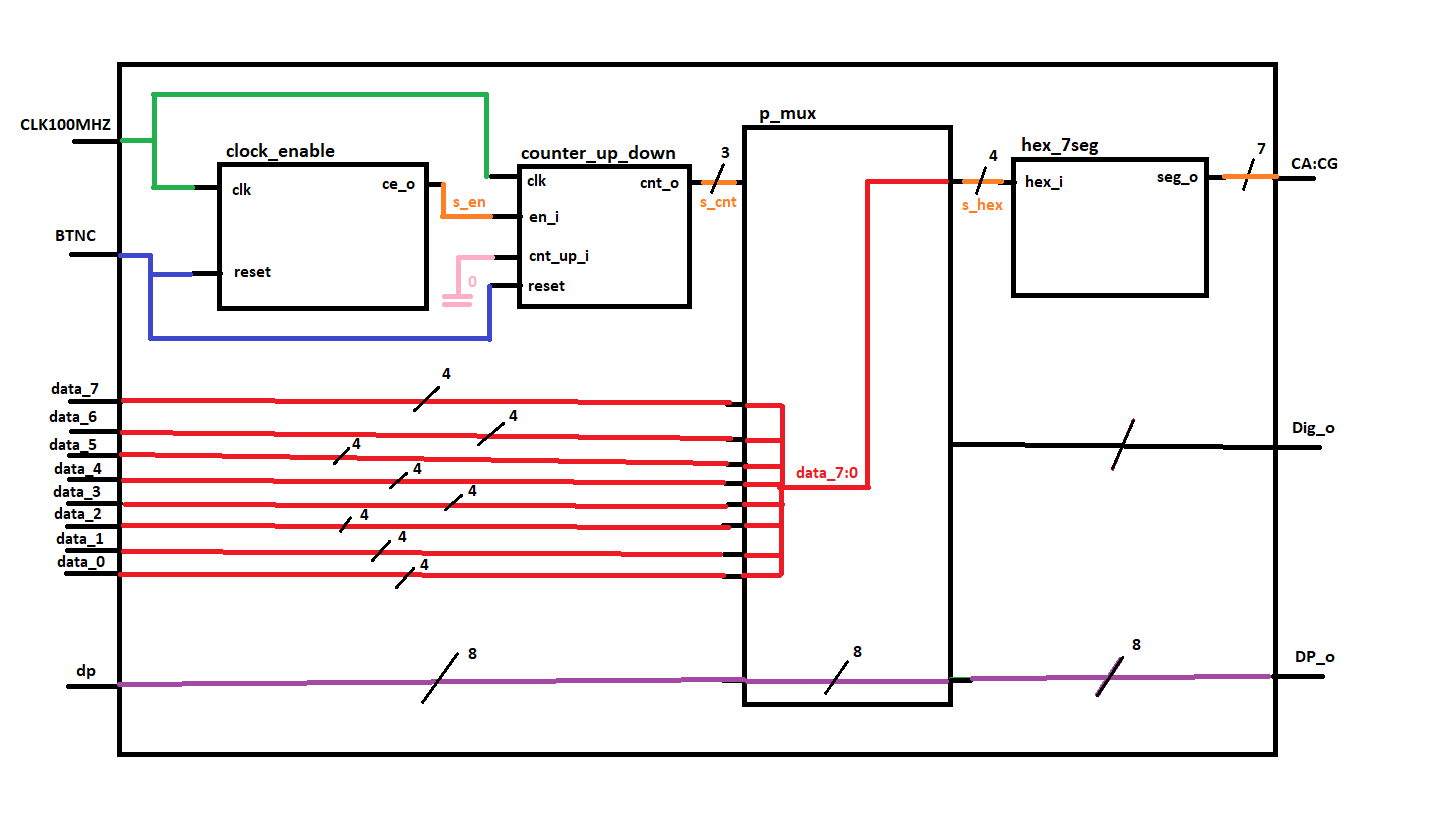 CLK100MHZ
BTNC
clock_enable
clk
ce_o
reset
s_en
counter_up_down
clk
cnt_o
en_i
cnt_up_i
reset
0
3
s_cnt
p_mux
4
s_hex
hex_7seg
hex_i
seg_o
7
CA:CG
data_7
4
data_6
4
data_5
4
data_4
4
data_3
4
data_2
4
data_1
4
data_0
4
data_7:0
Dig_o
dp
8
8
8
DP_o